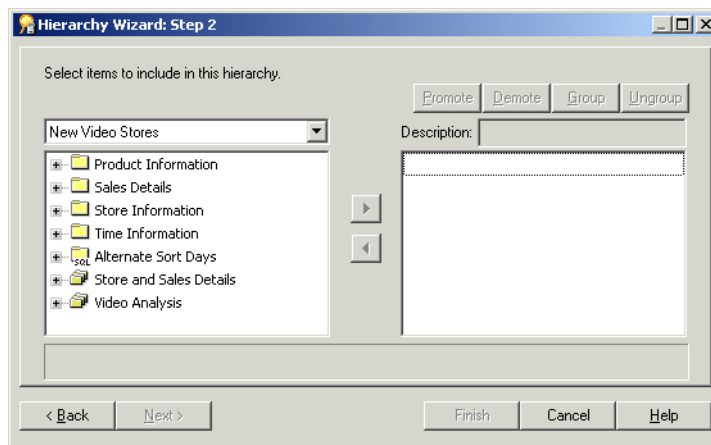 Hierarchy Wizard: Step 2
Select items to include in this hierarchy.
Promote Demote Group Ungroup
New Video Stores
Description:
Product Information
Sales Details
Store Information
Time Information
SQL Alternate Sort Days
Store and Sales Details
Video Analysis
< Back Next > Finish Cancel Help